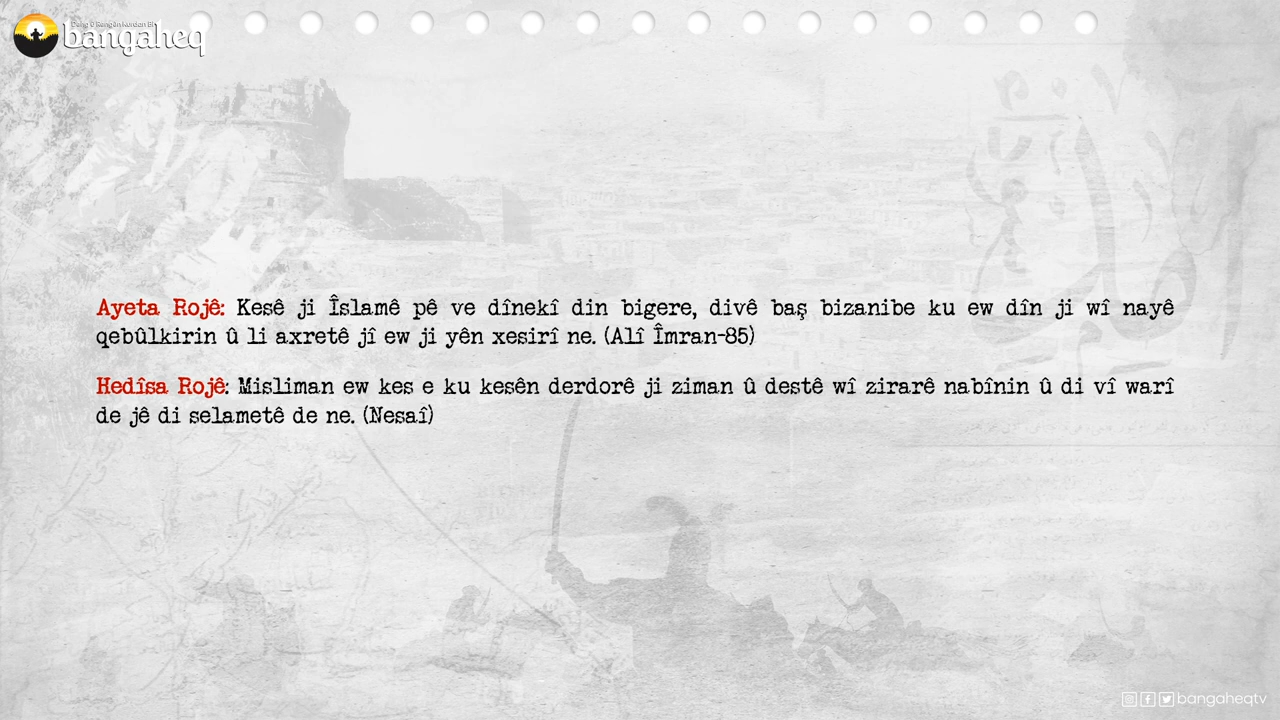 bangaheq
Ayeta Rojê: Kesê ji Îslamê pê ve dînekî din bigere, divê baş bizanibe ku ew dîn ji wî nayê
qebûlkirin û li axretê jî ew ji yên xesirî ne. (Alî Îmran-85)
Hedîsa Rojê: Misliman ew kes e ku kesên derdorê ji ziman û destê wî zirarê nabînin û di vî warî
de jê di selametê de ne. (Nesaî)
bangaheqtv